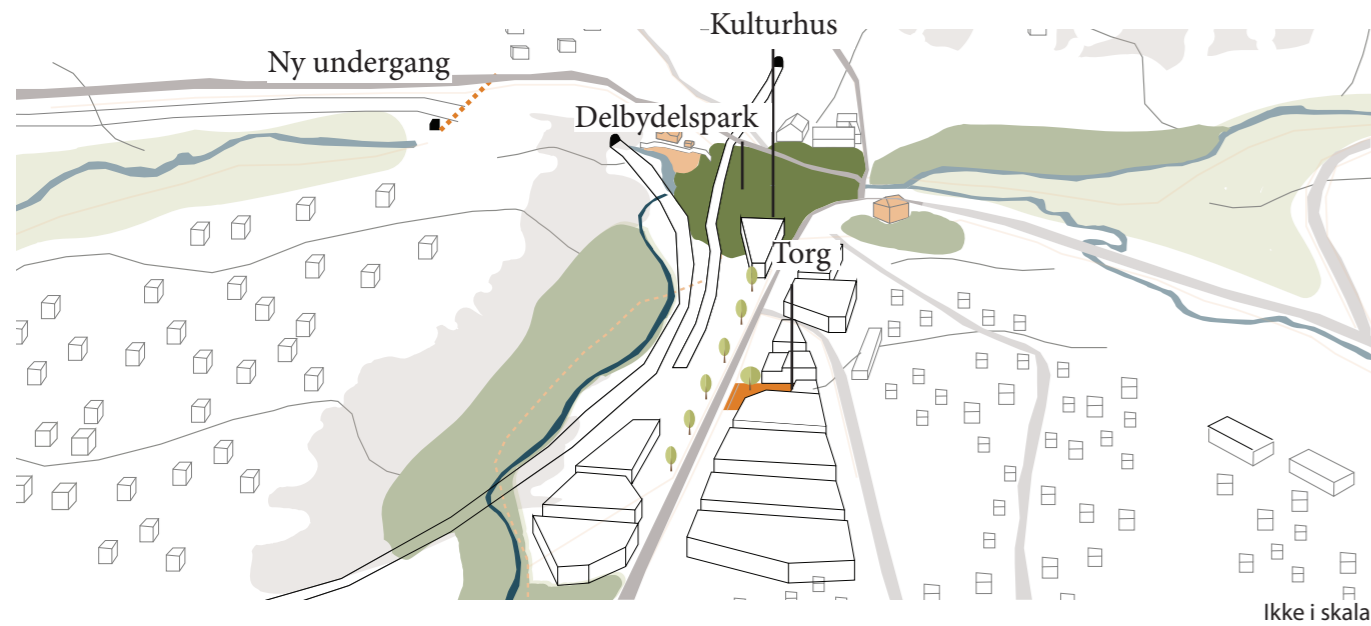 Kulturhus
Ny undergang
Delbydelspark
Torg
Ikke i skala